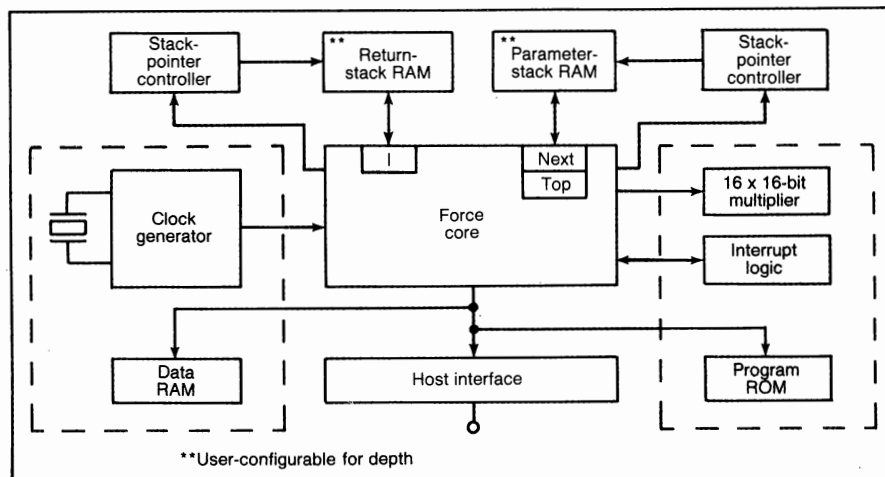 Stack-
pointer
controller
**
Return-
stack RAM
**
Parameter-
stack RAM
Stack-
pointer
controller
I
Next
Top
Clock
generator
Force
core
16 x 16-bit
multiplier
Interrupt
logic
Data
RAM
Host interface
Program
ROM
**User-configurable for depth